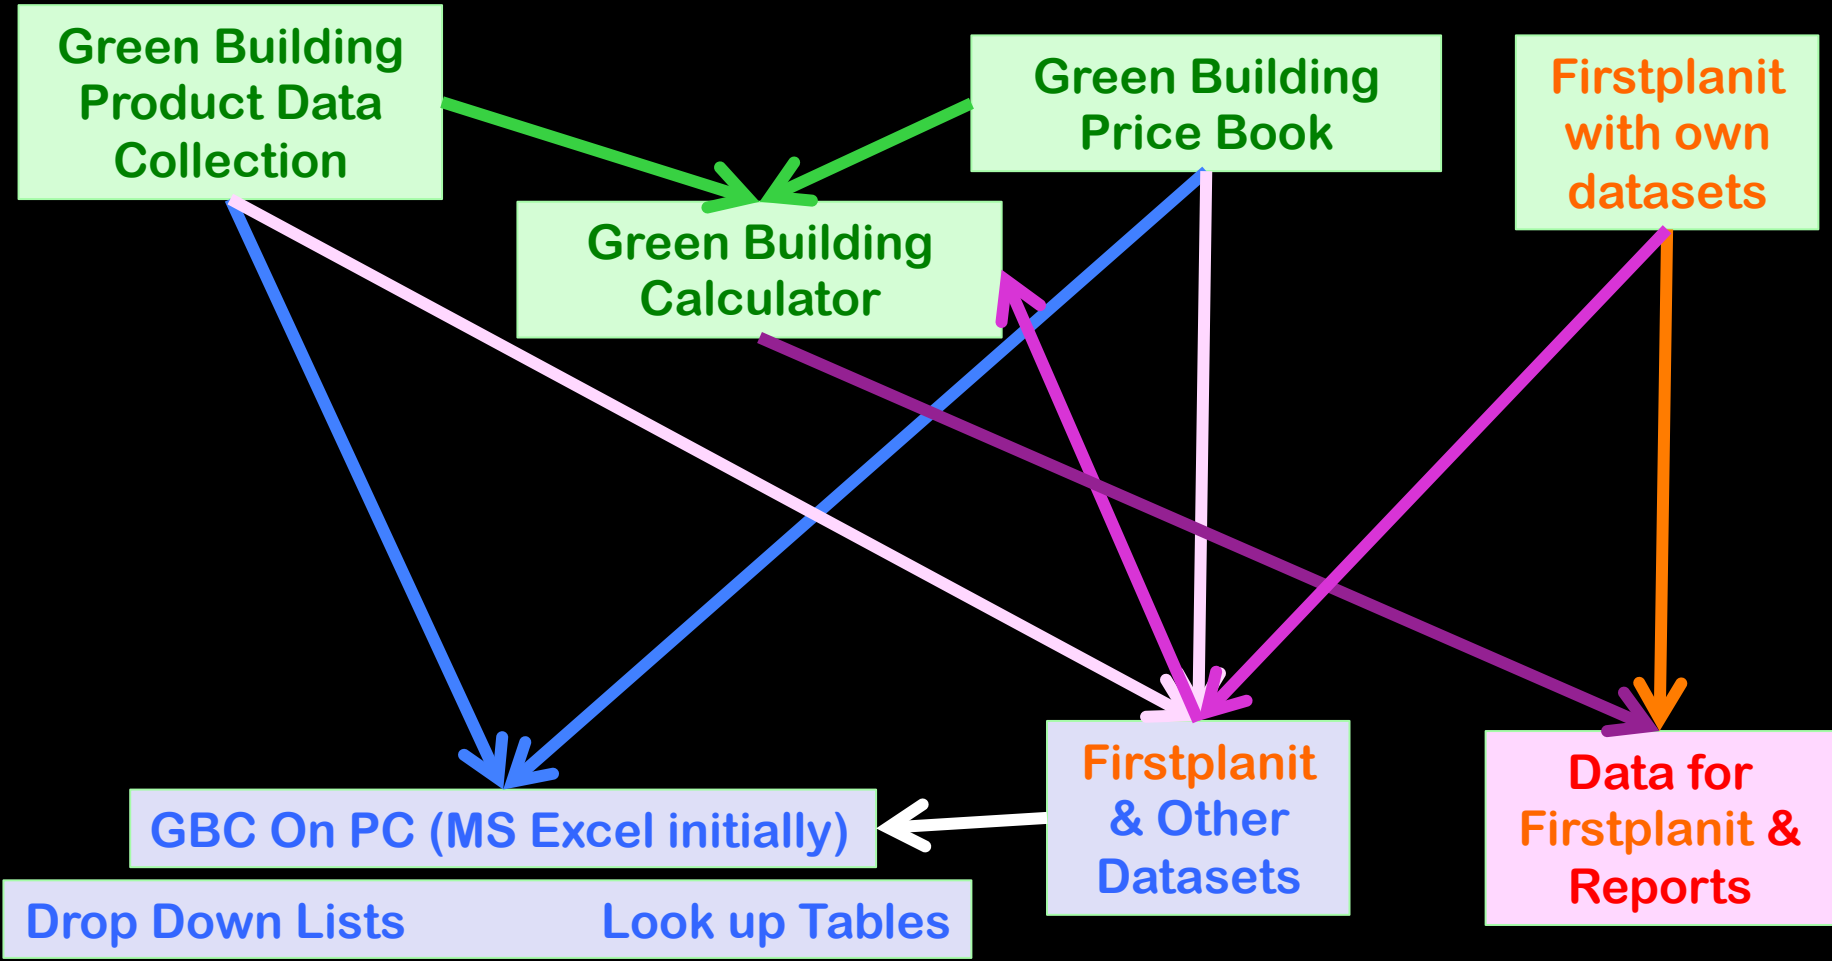 Green Building
Product Data
Collection
Green Building
Price Book
Firstplanit
with own
datasets
Green Building
Calculator
Firstplanit
& Other
Datasets
Data for
Firstplanit &
Reports
GBC On PC (MS Excel initially)
Drop Down Lists Look up Tables